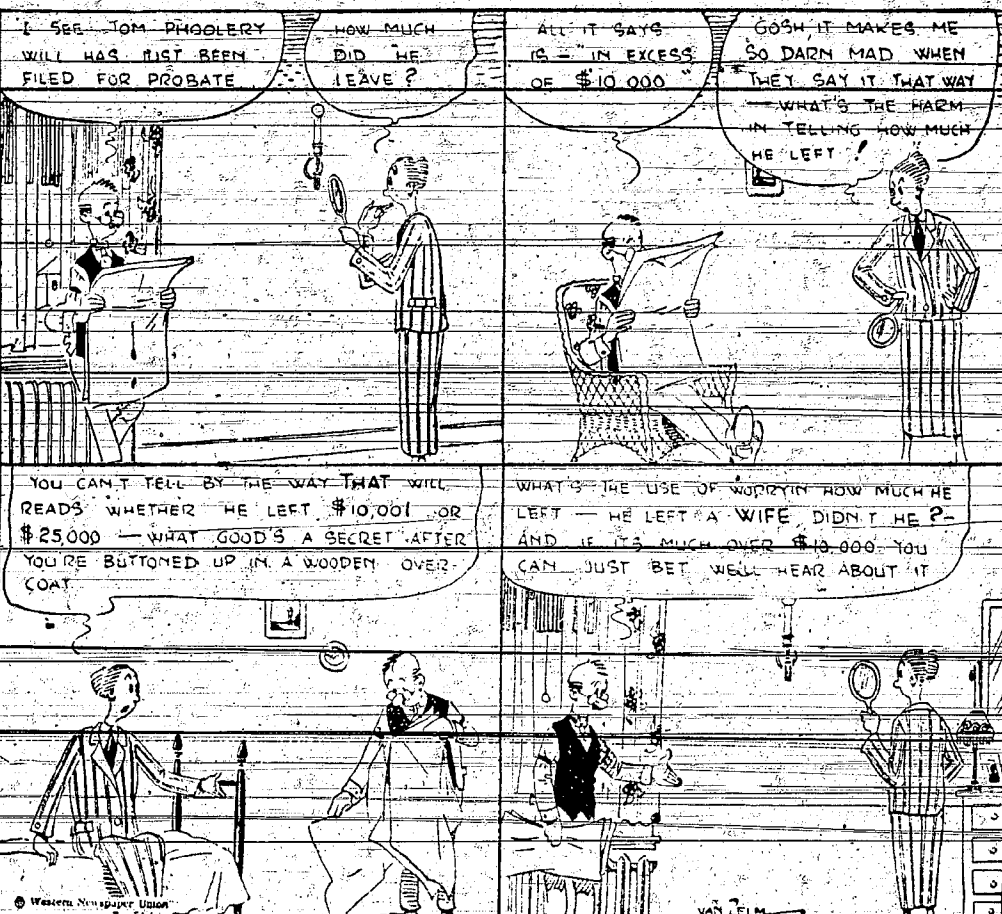 I SEE TOM PHOOLERY
WILL HAS JUST BEEN
FILED FOR PROBATE
HOW MUCH
DID HE
LEAVE?
ALL IT SAYS
IS — "IN EXCESS
OF $10,000"
GOSH, IT MAKES ME
SO DARN MAD WHEN
THEY SAY IT THAT WAY
— WHAT'S THE HARM
IN TELLING HOW MUCH
HE LEFT!
YOU CAN'T TELL BY THE WAY THAT WILL
READS WHETHER HE LEFT $10,001 OR
$25,000 — WHAT GOOD'S A SECRET AFTER
YOU'RE BUTTONED UP IN A WOODEN OVER-
COAT
WHAT'S THE USE OF WORRYIN HOW MUCH HE
LEFT — HE LEFT A WIFE DIDN'T HE?—
AND IF IT'S MUCH OVER $10,000 YOU
CAN JUST BET WE'LL HEAR ABOUT IT
© Western Newspaper Union
VAN ZELM